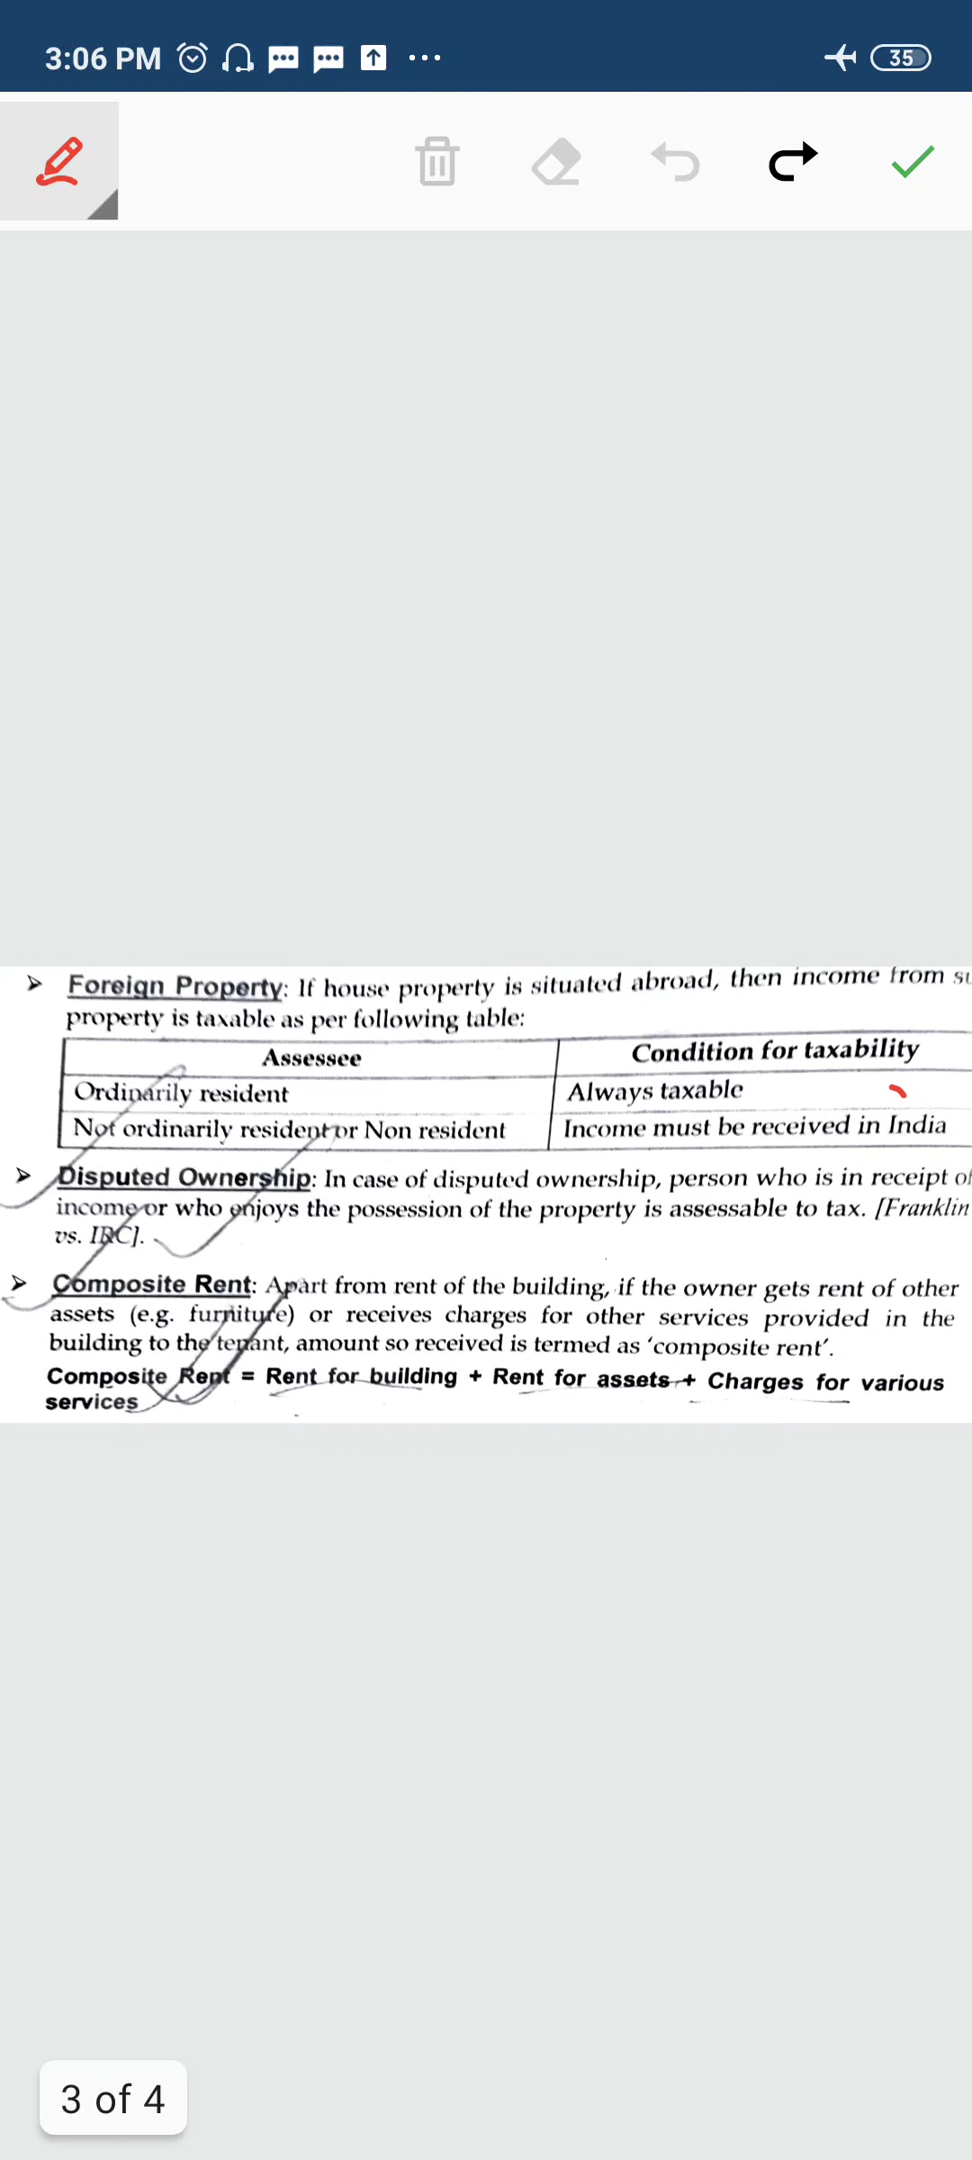 3:06 PM
35
➢ Foreign Property: If house property is situated abroad, then income from
property is taxable as per following table:
Assessee Condition for taxability
Ordinarily resident Always taxable
Not ordinarily resident or Non resident Income must be received in India
➢ Disputed Ownership: In case of disputed ownership, person who is in receipt of
income or who enjoys the possession of the property is assessable to tax. [Franklin
vs. IRC].
➢ Composite Rent: Apart from rent of the building, if the owner gets rent of other
assets (e.g. furniture) or receives charges for other services provided in the
building to the tenant, amount so received is termed as ‘composite rent’.
Composite Rent = Rent for building + Rent for assets + Charges for various
services
3 of 4